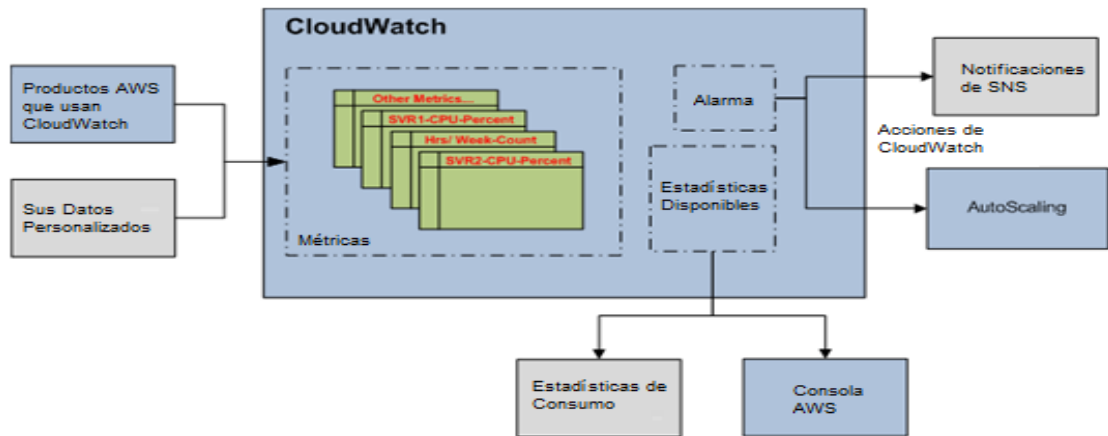 CloudWatch
Productos AWS
que usan
CloudWatch
Sus Datos
Personalizados
Other Metrics...
SVR1-CPU-Percent
Hrs/ Week-Count
SVR2-CPU-Percent
Métricas
Alarma
Estadísticas
Disponibles
Notificaciones
de SNS
Acciones de
CloudWatch
AutoScaling
Estadísticas de
Consumo
Consola
AWS